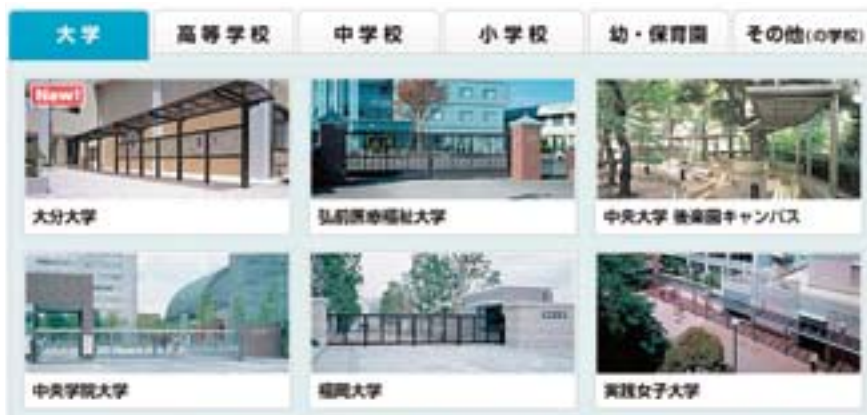 大学
高等学校
中学校
小学校
幼・保育園
その他(の学校)
New!
大分大学
弘前医療福祉大学
中央大学 後楽園キャンパス
中央学院大学
福岡大学
実践女子大学